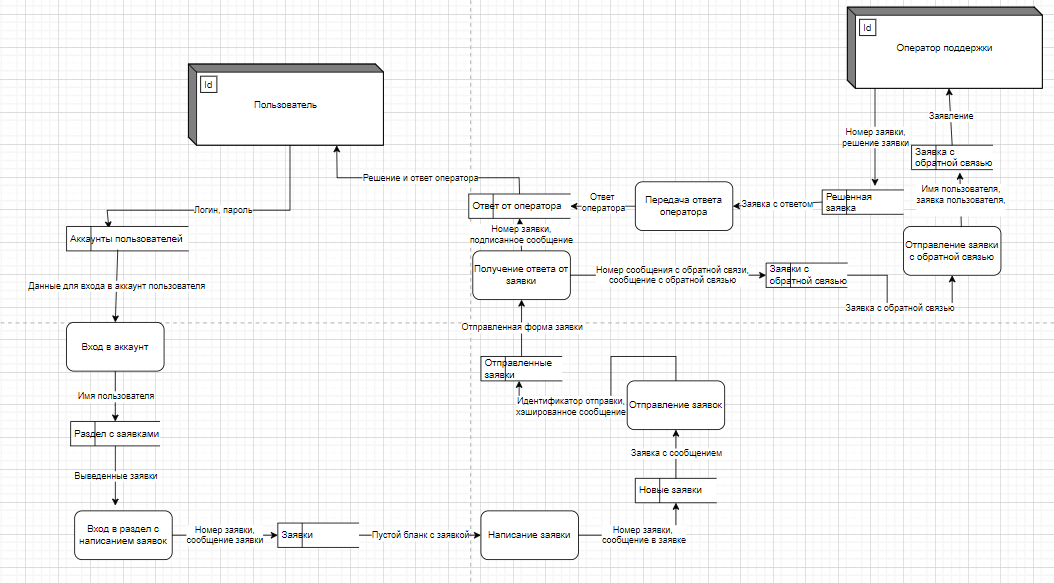 Id
Оператор поддержки
Id
Пользователь
Заявление
Номер заявки,
решение заявки
Заявка с
обратной связью
Решение и ответ оператора
Имя пользователя,
заявка пользователя,
Логин, пароль
Ответ от оператора
Ответ
оператора
Передача ответа
оператора
Заявка с ответом
Решенная
заявка
Аккаунты пользователей
Номер заявки,
подписанное сообщение
Отправление заявки
с обратной связью
Получение ответа от
заявки
Номер сообщения с обратной связи,
сообщение с обратной связью
Заявки с
обратной связью
Данные для входа в аккаунт пользователя
Заявка с обратной связью
Отправленная форма заявки
Вход в аккаунт
Отправленные
заявки
Имя пользователя
Идентификатор отправки,
хэшированное сообщение
Отправление заявок
Раздел с заявками
Заявка с сообщением
Выведенные заявки
Новые заявки
Вход в раздел с
написанием заявок
Номер заявки,
сообщение заявки
Заявки
Пустой бланк с заявкой
Написание заявки
Номер заявки,
сообщение в заявке